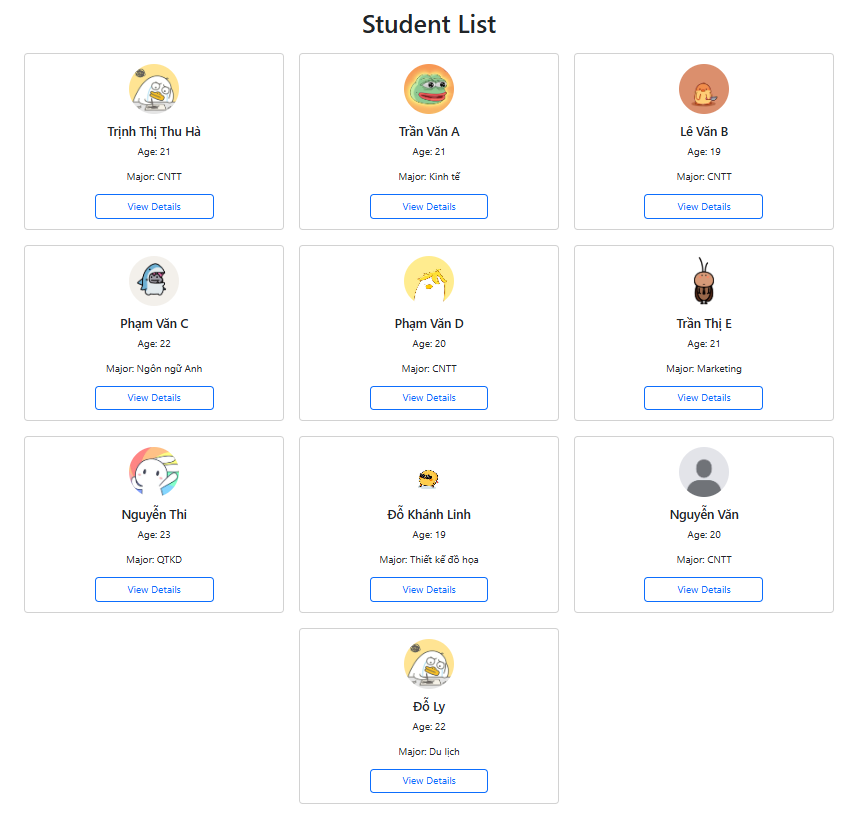 Student List
Trịnh Thị Thu Hà
Age: 21
Major: CNTT
View Details
Trần Văn A
Age: 21
Major: Kinh tế
View Details
Lê Văn B
Age: 19
Major: CNTT
View Details
Phạm Văn C
Age: 22
Major: Ngôn ngữ Anh
View Details
Phạm Văn D
Age: 20
Major: CNTT
View Details
Trần Thị E
Age: 21
Major: Marketing
View Details
Nguyễn Thi
Age: 23
Major: QTKD
View Details
Đỗ Khánh Linh
Age: 19
Major: Thiết kế đồ họa
View Details
Nguyễn Văn
Age: 20
Major: CNTT
View Details
Đỗ Ly
Age: 22
Major: Du lịch
View Details